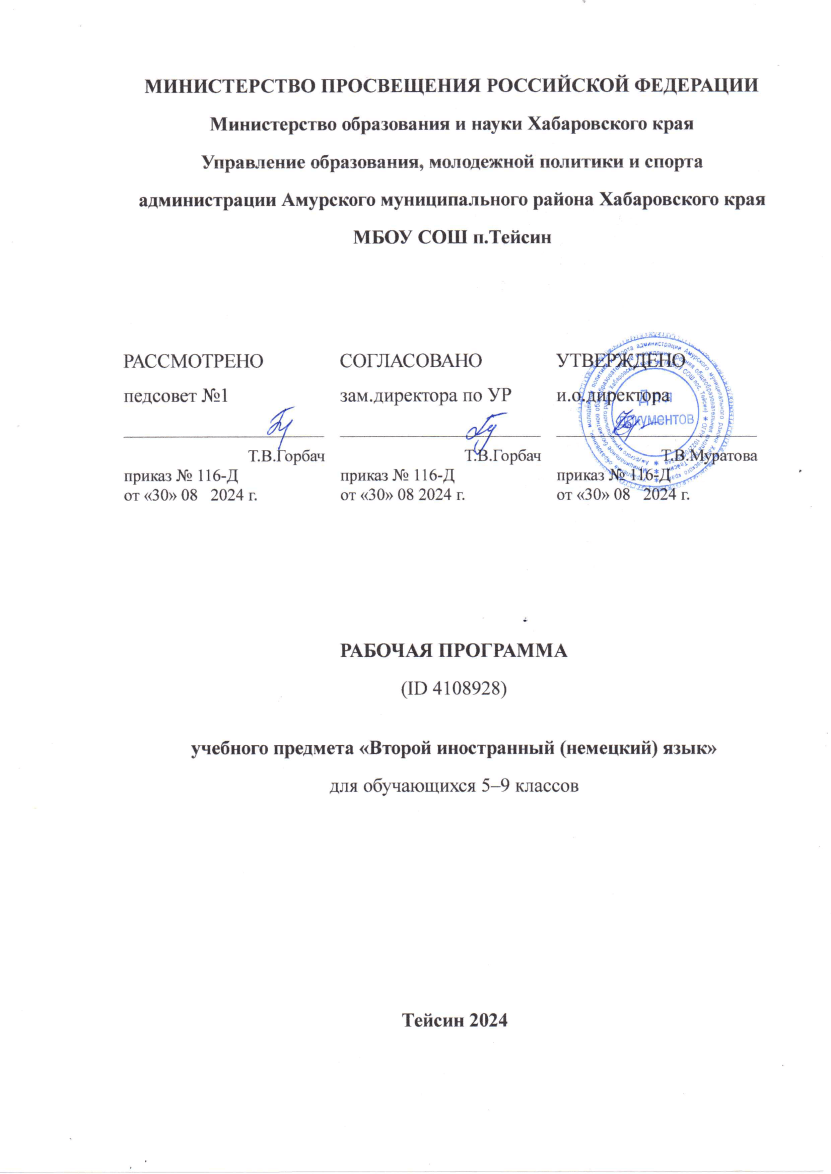 МИНИСТЕРСТВО ПРОСВЕЩЕНИЯ РОССИЙСКОЙ ФЕДЕРАЦИИ
Министерство образования и науки Хабаровского края
Управление образования, молодежной политики и спорта
администрации Амурского муниципального района Хабаровского края
МБОУ СОШ п.Тейсин
РАССМОТРЕНО
педсовет №1
Т.В.Горбач
приказ № 116-Д
от «30» 08 2024 г.
СОГЛАСОВАНО
зам.директора по УР
Т.В.Горбач
приказ № 116-Д
от «30» 08 2024 г.
УТВЕРЖДЕНО
и.о.директора
Т.В.Муратова
приказ № 116-Д
от «30» 08 2024 г.
Для
документов
РАБОЧАЯ ПРОГРАММА
(ID 4108928)
учебного предмета «Второй иностранный (немецкий) язык»
для обучающихся 5–9 классов
Тейсин 2024